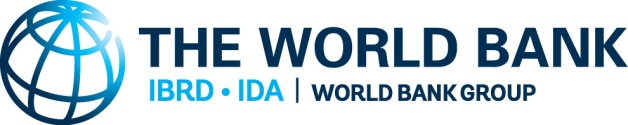 THE WORLD BANK
IBRD • IDA | WORLD BANK GROUP